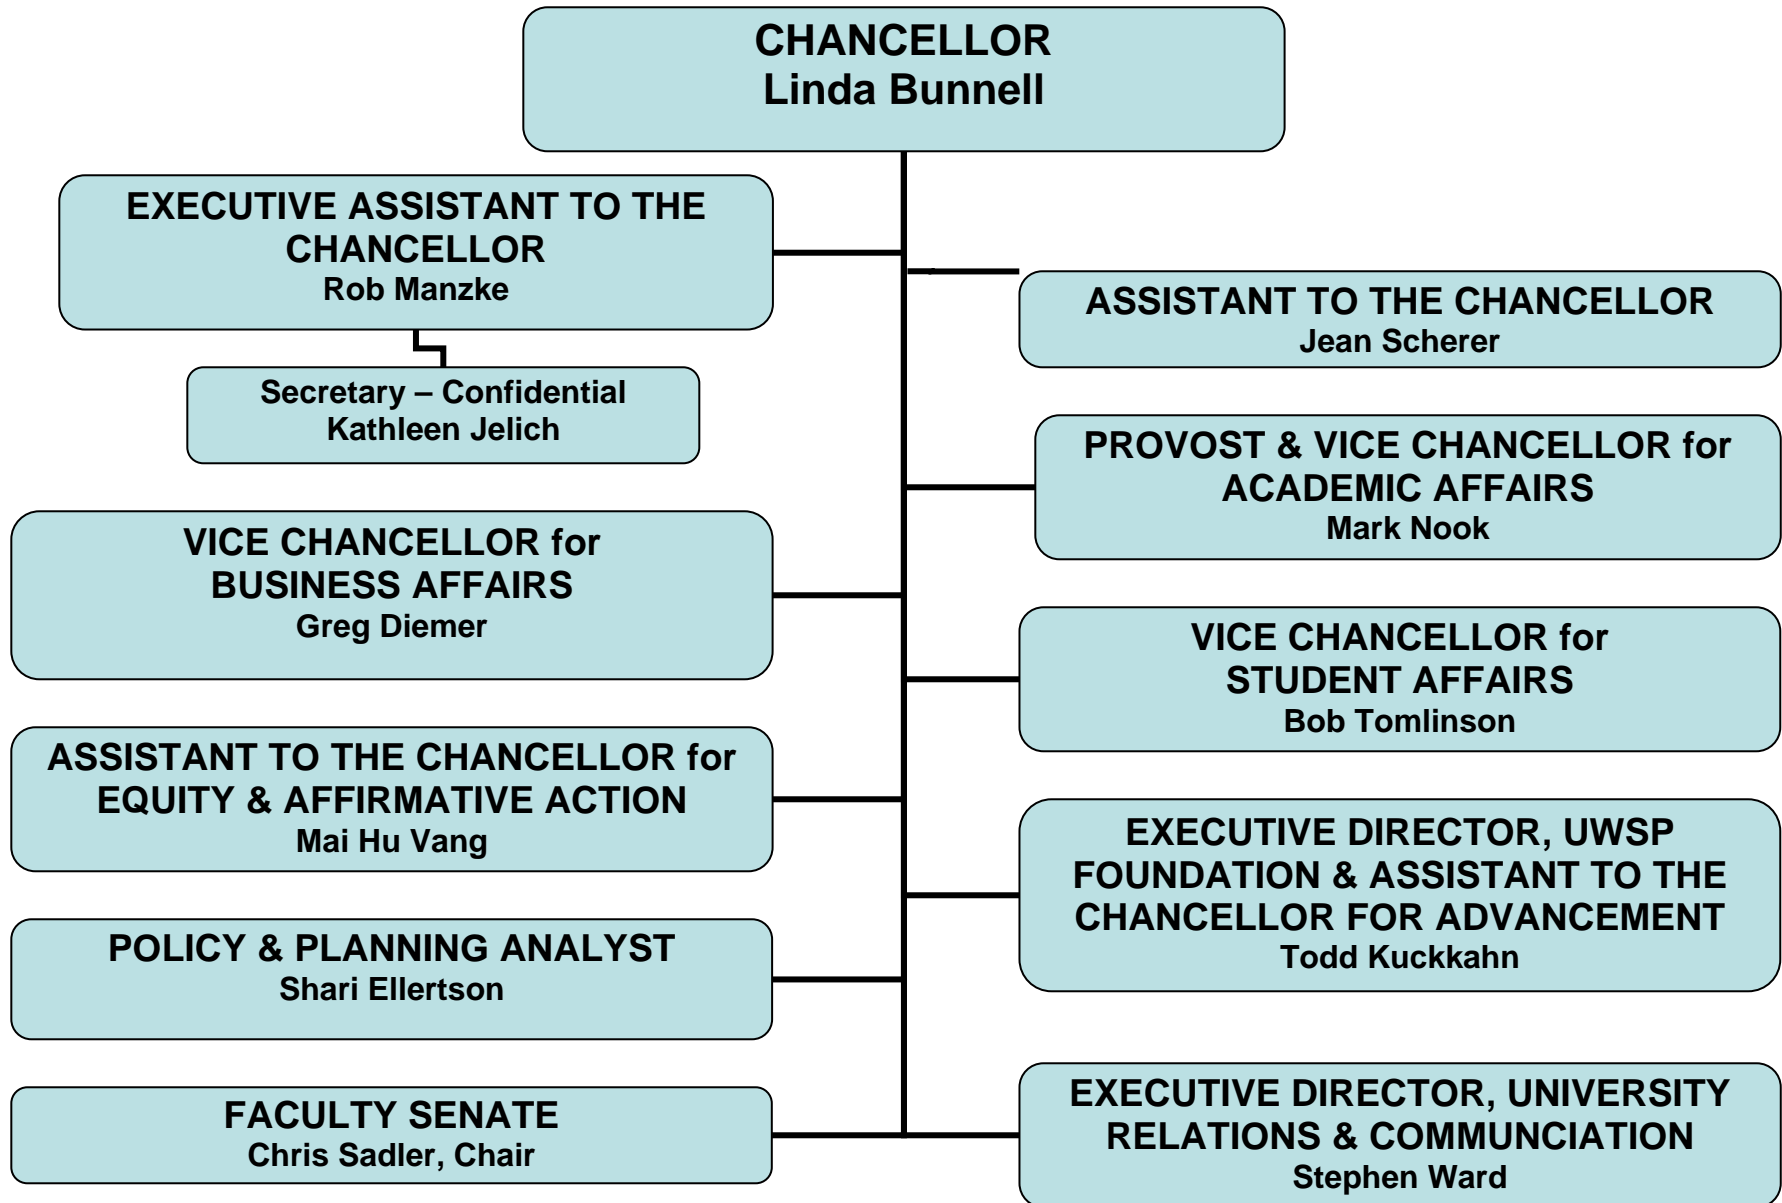 CHANCELLOR
Linda Bunnell
EXECUTIVE ASSISTANT TO THE
CHANCELLOR
Rob Manzke
ASSISTANT TO THE CHANCELLOR
Jean Scherer
Secretary – Confidential
Kathleen Jelich
PROVOST & VICE CHANCELLOR for
ACADEMIC AFFAIRS
Mark Nook
VICE CHANCELLOR for
BUSINESS AFFAIRS
Greg Diemer
VICE CHANCELLOR for
STUDENT AFFAIRS
Bob Tomlinson
ASSISTANT TO THE CHANCELLOR for
EQUITY & AFFIRMATIVE ACTION
Mai Hu Vang
EXECUTIVE DIRECTOR, UWSP
FOUNDATION & ASSISTANT TO THE
CHANCELLOR FOR ADVANCEMENT
Todd Kuckkahn
POLICY & PLANNING ANALYST
Shari Ellertson
FACULTY SENATE
Chris Sadler, Chair
EXECUTIVE DIRECTOR, UNIVERSITY
RELATIONS & COMMUNCIATION
Stephen Ward